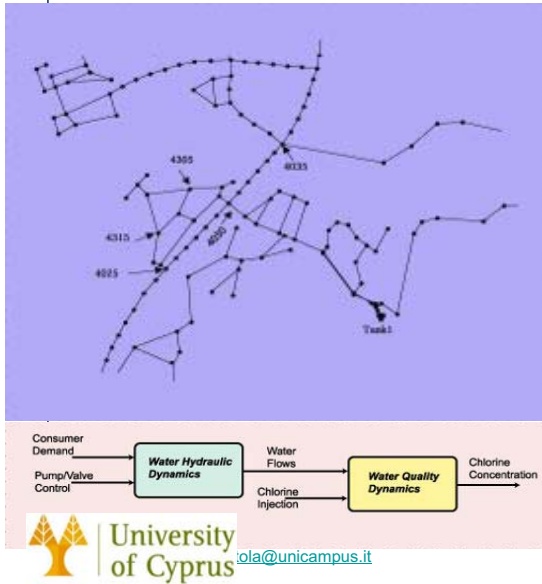 4305
4035
4315
4030
4025
Tank1
Consumer
Demand
Pump/Valve
Control
Water Hydraulic
Dynamics
Water
Flows
Chlorine
Injection
Water Quality
Dynamics
Chlorine
Concentration
University
of Cyprus
tola@unicampus.it